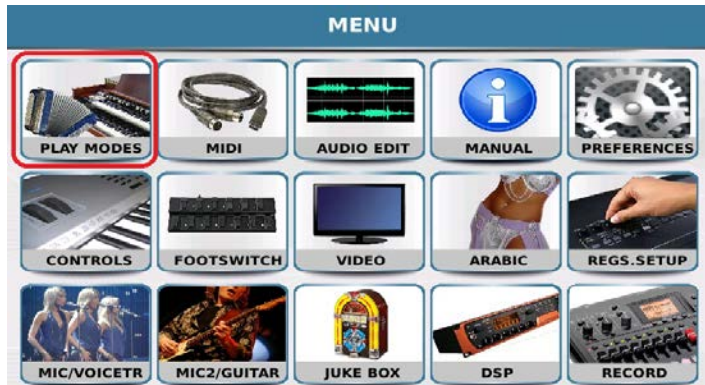 MENU
PLAY MODES
MIDI
AUDIO EDIT
MANUAL
PREFERENCES
CONTROLS
FOOTSWITCH
VIDEO
ARABIC
REGS.SETUP
MIC/VOICETR
MIC2/GUITAR
JUKE BOX
DSP
RECORD